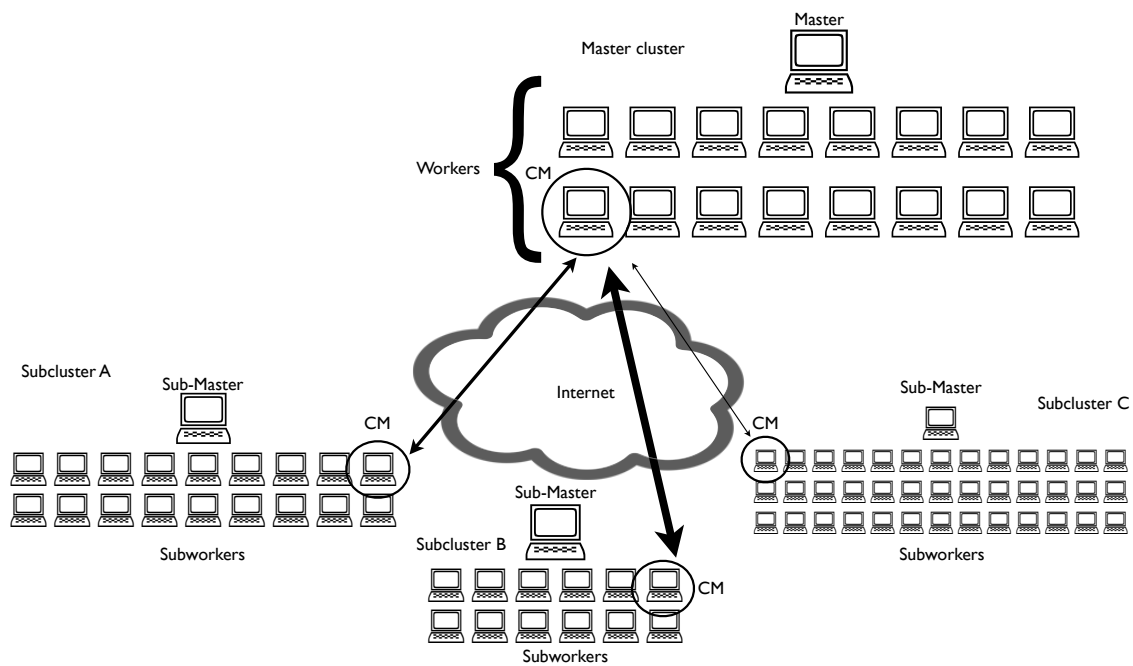 Master
Master cluster
Workers
CM
Internet
Subcluster A
Sub-Master
CM
Subworkers
Sub-Master
Subcluster B
CM
Subworkers
Sub-Master
Subcluster C
CM
Subworkers